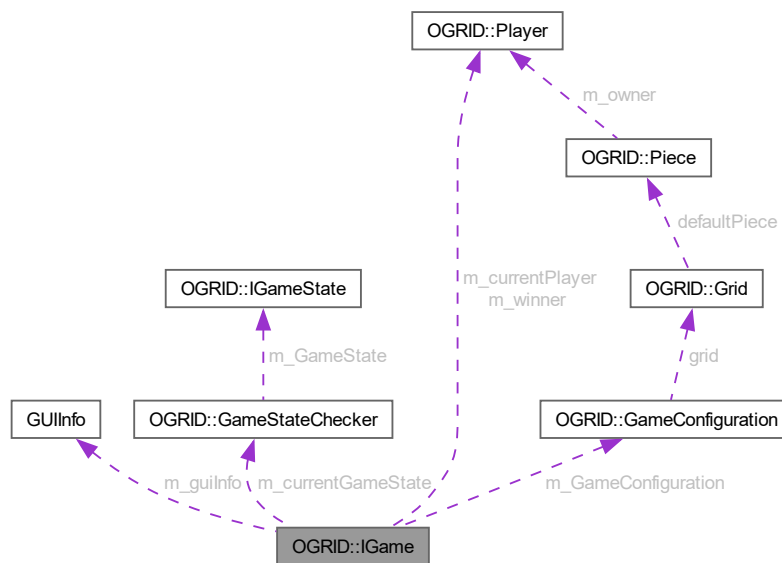 OGRID::Player
m_owner
OGRID::Piece
defaultPiece
OGRID::IGameState
m_currentPlayer
m_winner
OGRID::Grid
m_GameState
grid
GUIInfo
OGRID::GameStateChecker
OGRID::GameConfiguration
m_guiInfo
m_currentGameState
m_GameConfiguration
OGRID::IGame